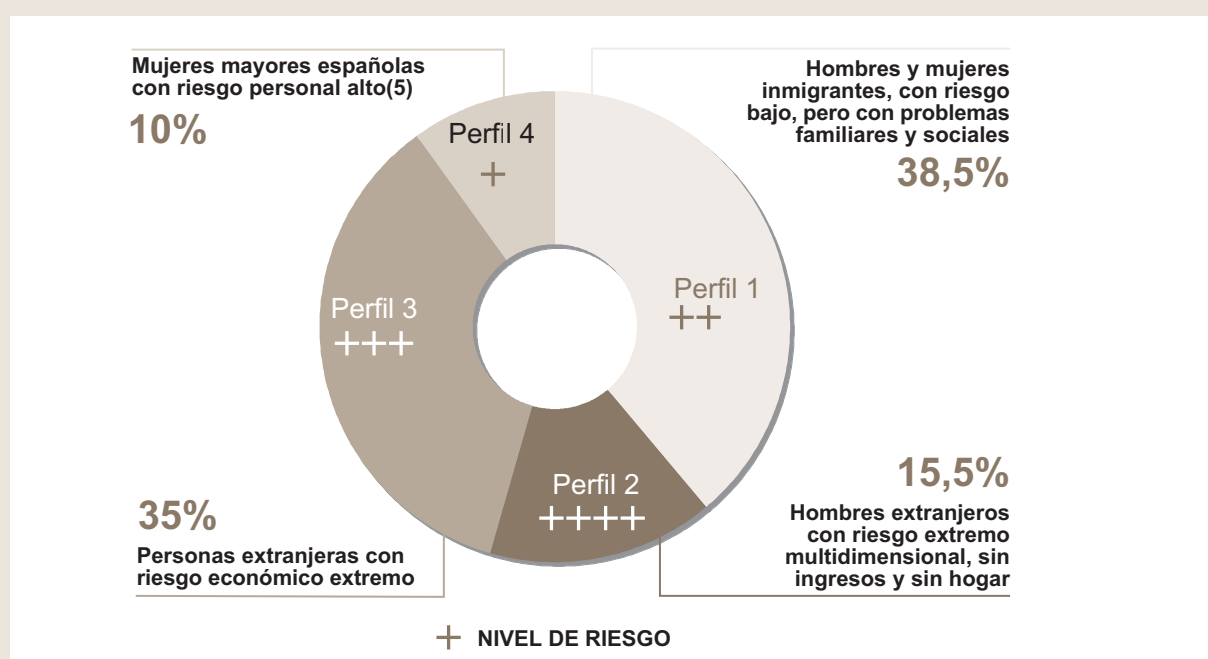 Mujeres mayores españolas
con riesgo personal alto(5)
10%
Hombres y mujeres
inmigrantes, con riesgo
bajo, pero con problemas
familiares y sociales
38,5%
Perfil 4
+
Perfil 1
++
Perfil 3
+++
Perfil 2
++++
35%
Personas extranjeras con
riesgo económico extremo
15,5%
Hombres extranjeros
con riesgo extremo
multidimensional, sin
ingresos y sin hogar
+ NIVEL DE RIESGO